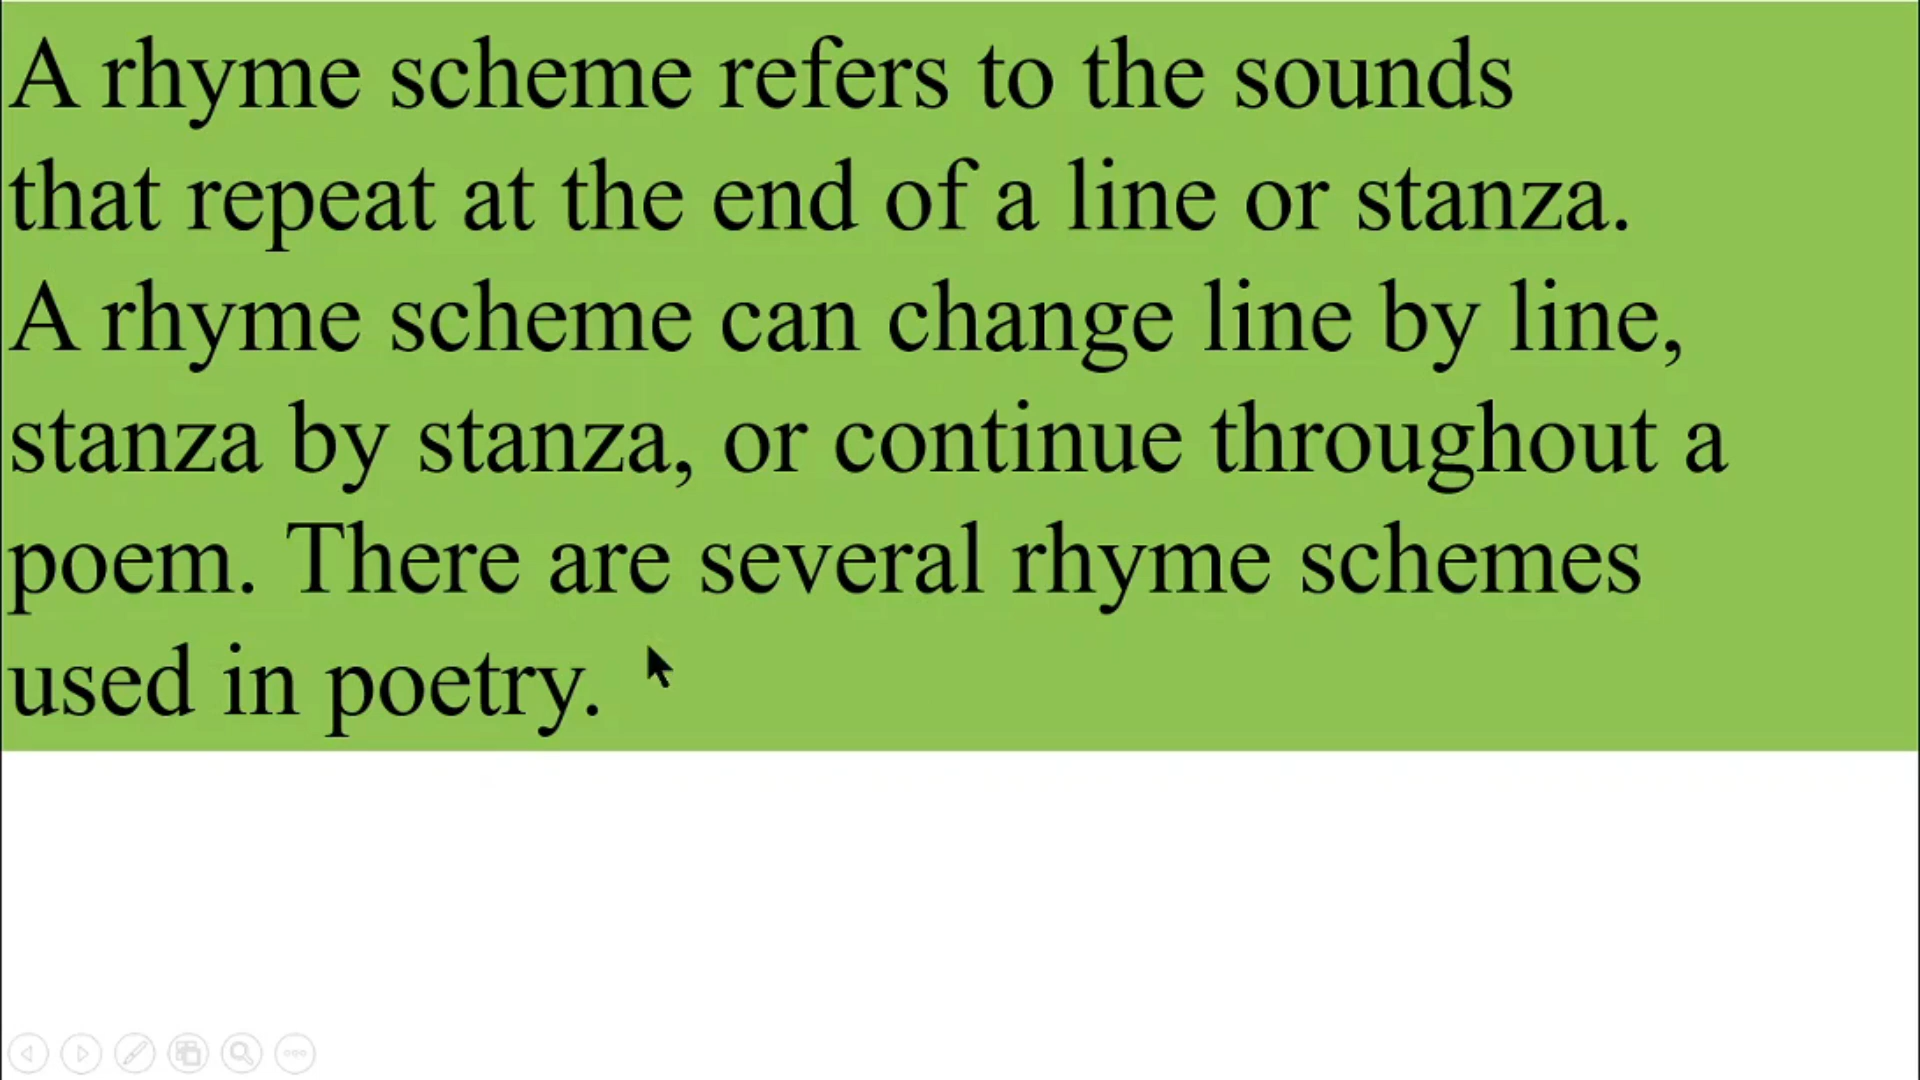 A rhyme scheme refers to the sounds
that repeat at the end of a line or stanza.
A rhyme scheme can change line by line,
stanza by stanza, or continue throughout a
poem. There are several rhyme schemes
used in poetry.